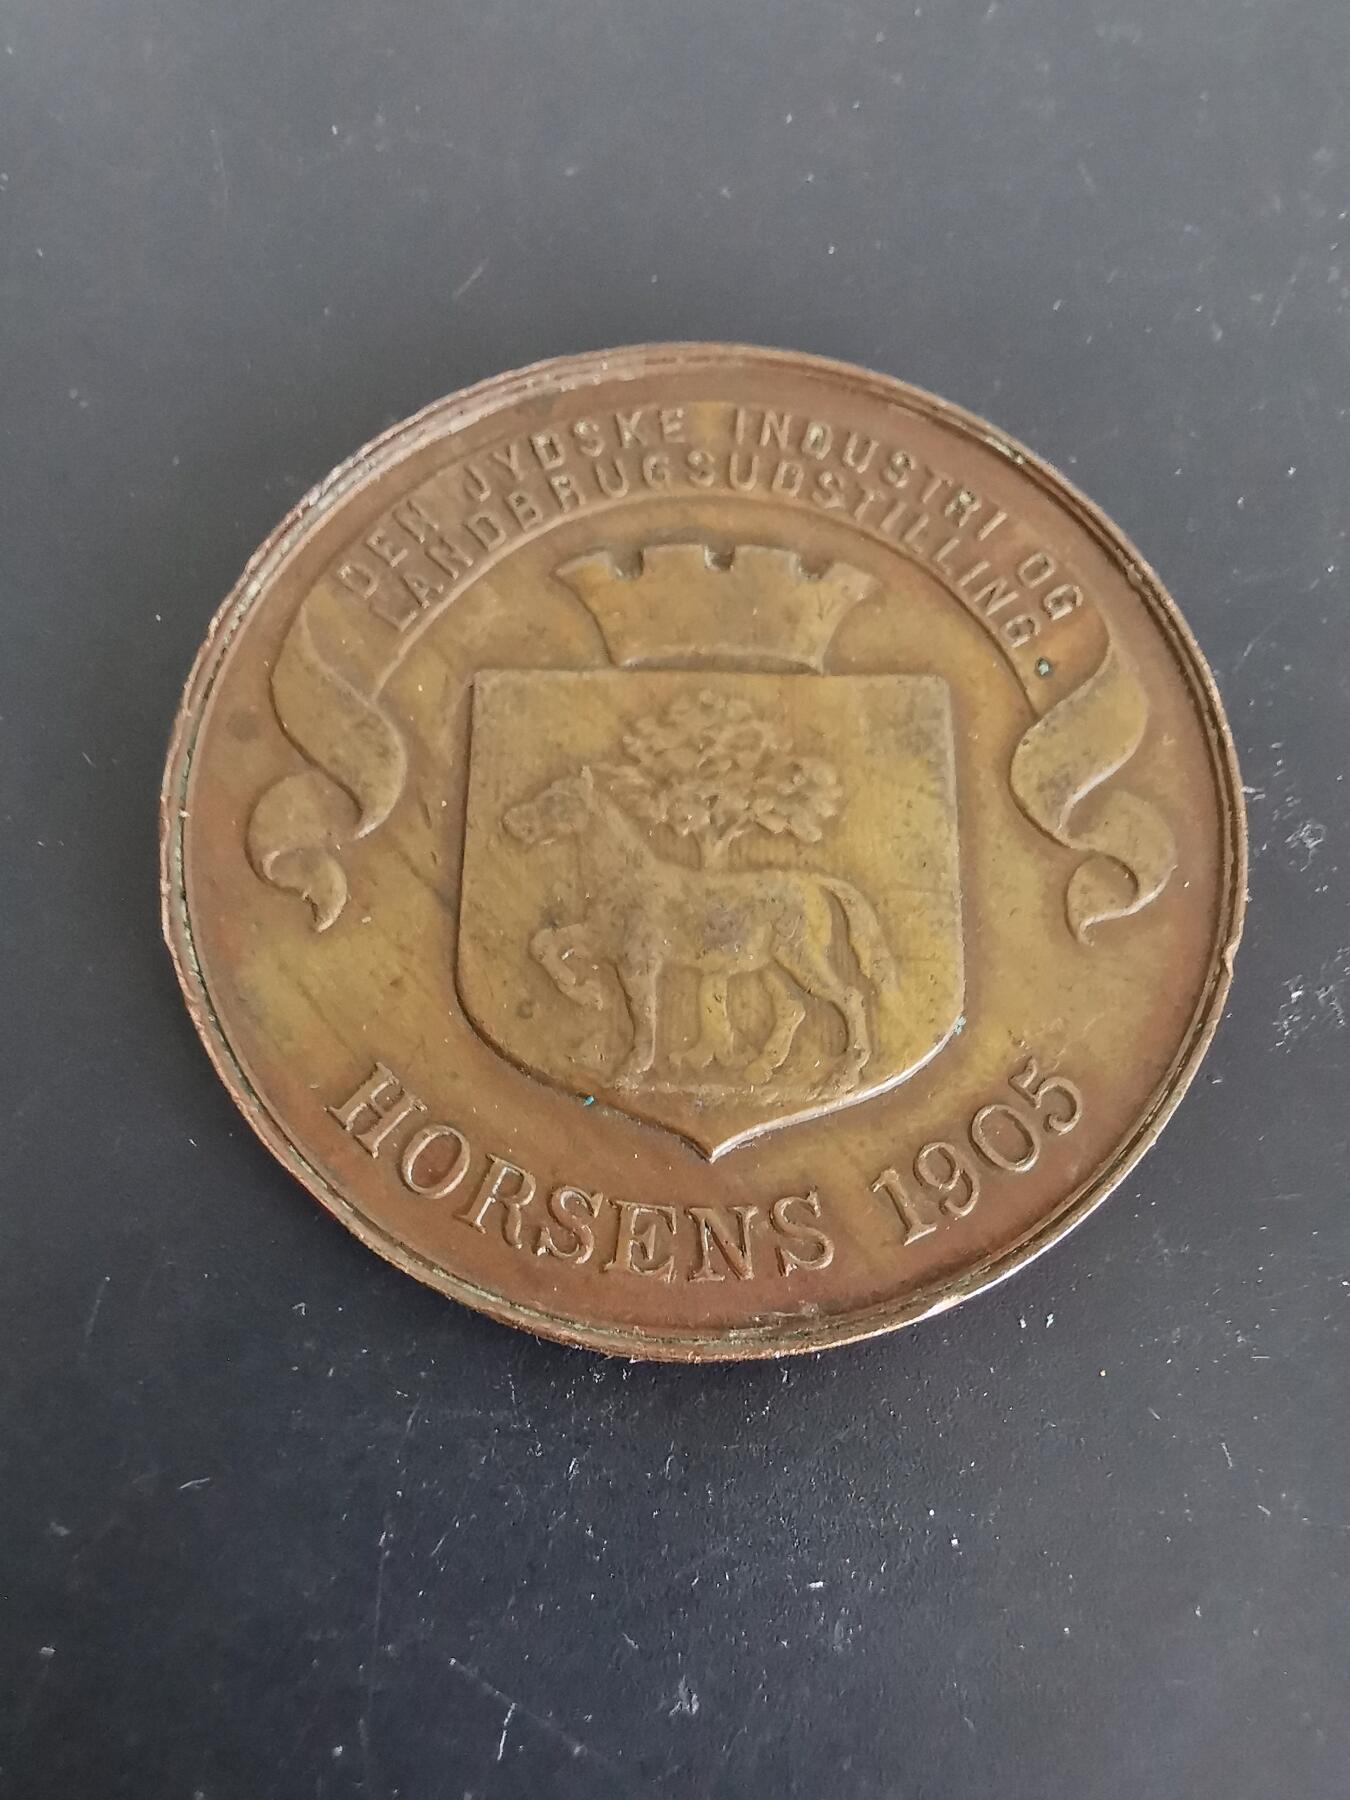 DEN JYDSKE INDUSTRI OG
LANDBRUGSUDSTILLING.
HORSENS 1905